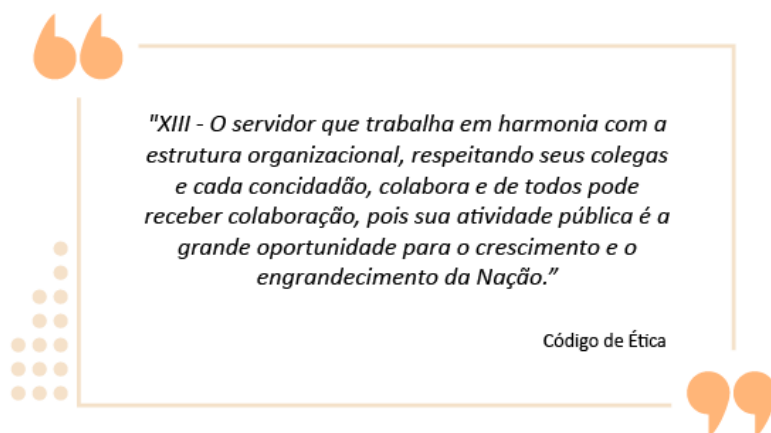 "XIII - O servidor que trabalha em harmonia com a
estrutura organizacional, respeitando seus colegas
e cada concidadão, colabora e de todos pode
receber colaboração, pois sua atividade pública é a
grande oportunidade para o crescimento e o
engrandecimento da Nação.”
Código de Ética